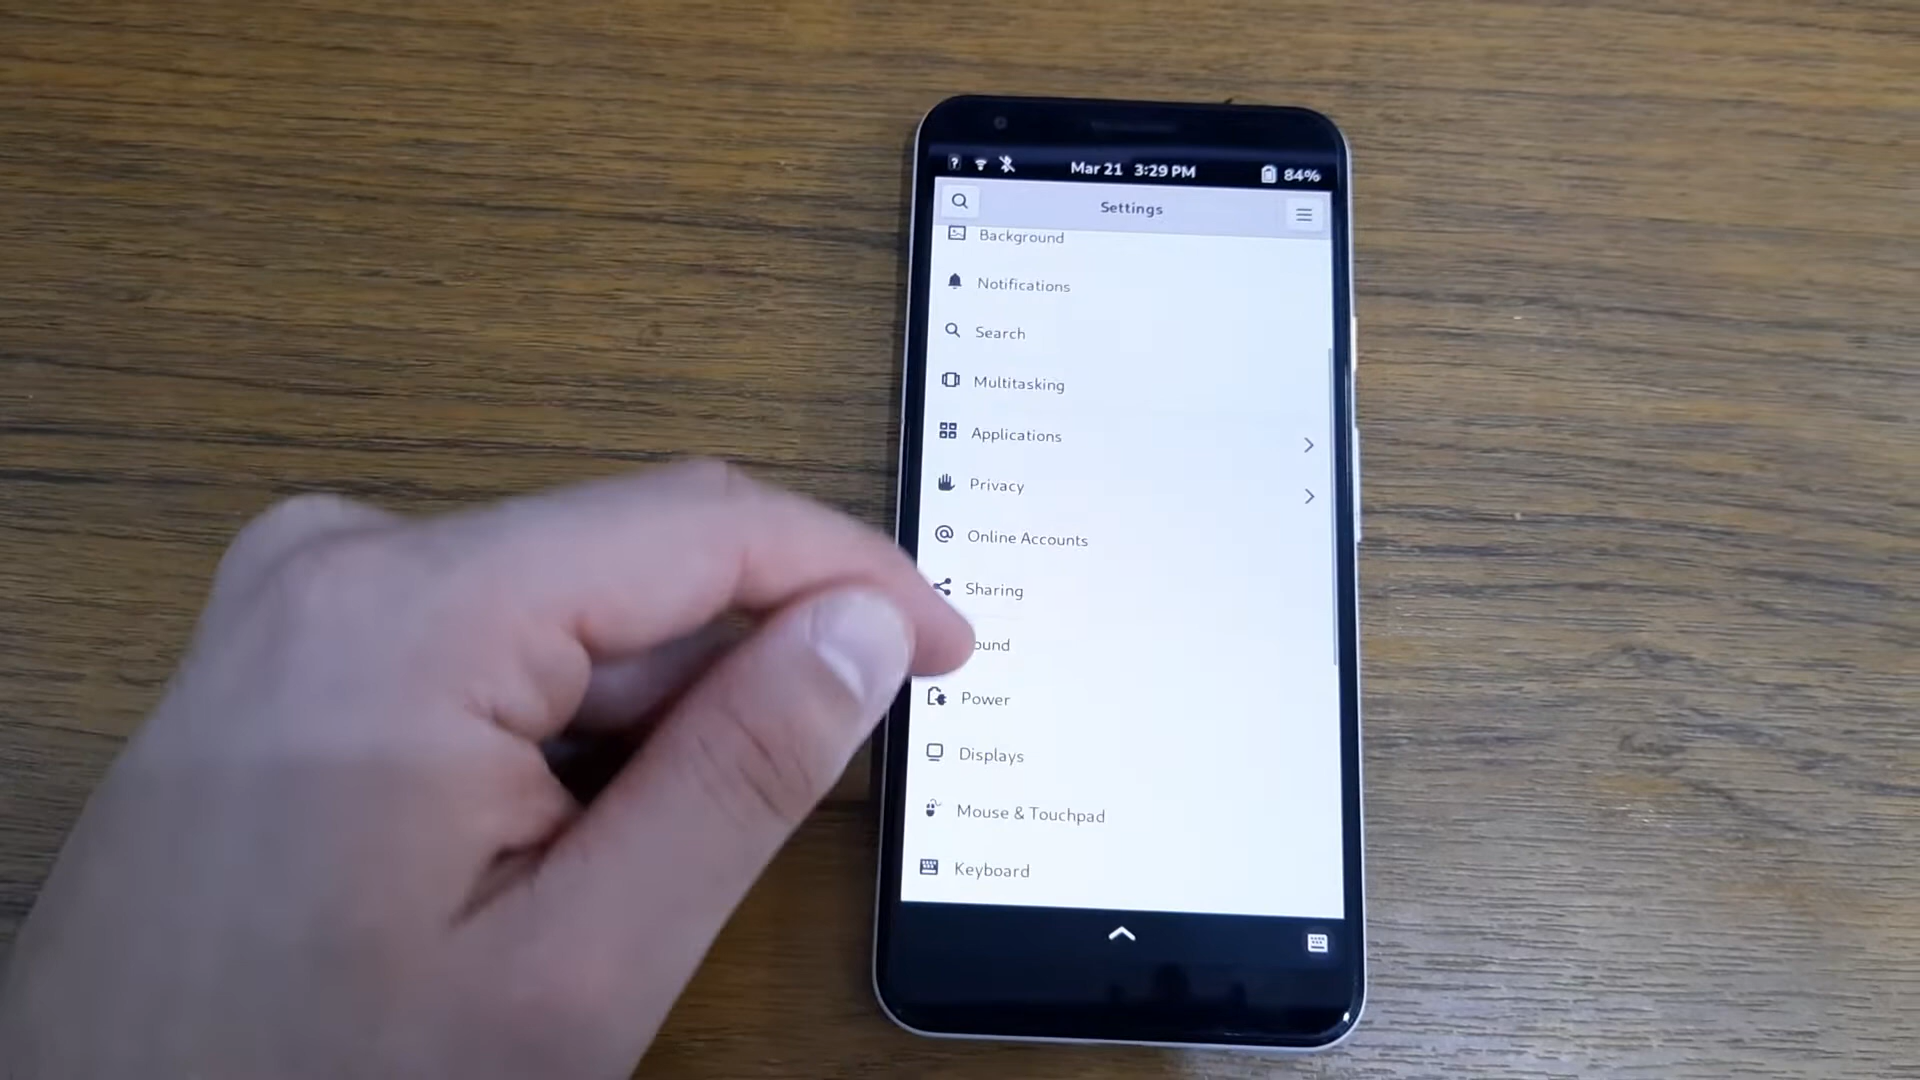 ? Mar 21 3:29 PM 84%
Settings
Background
Notifications
Search
Multitasking
Applications
Privacy
@ Online Accounts
Sharing
ound
Power
Displays
Mouse & Touchpad
Keyboard